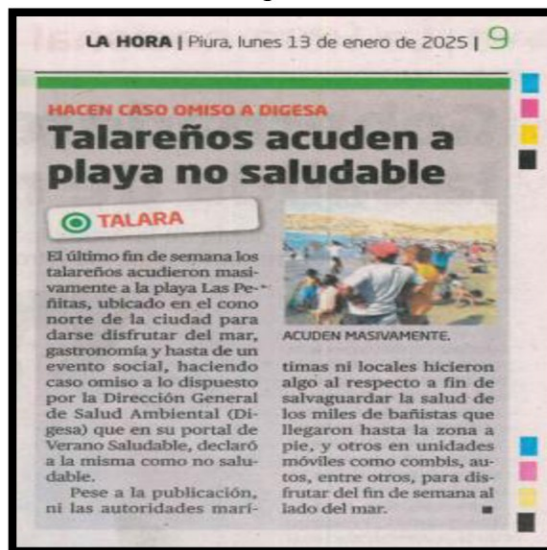 LA HORA | Piura, lunes 13 de enero de 2025 | 9
HACEN CASO OMISO A DIGESA
Talareños acuden a
playa no saludable
TALARA
El último fin de semana los
talareños acudieron masi-
vamente a la playa Las Pe-
ñitas, ubicado en el cono
norte de la ciudad para
darse disfrutar del mar,
gastronomía y hasta de un
evento social, haciendo
caso omiso a lo dispuesto
por la Dirección General
de Salud Ambiental (Di-
gesa) que en su portal de
Verano Saludable, declaró
a la misma como no salu-
dable.
Pese a la publicación,
ni las autoridades marí-
ACUDEN MASIVAMENTE.
timas ni locales hicieron
algo al respecto a fin de
salvaguardar la salud de
los miles de bañistas que
llegaron hasta la zona a
pie, y otros en unidades
móviles como combis, au-
tos, entre otros, para dis-
frutar del fin de semana al
lado del mar.